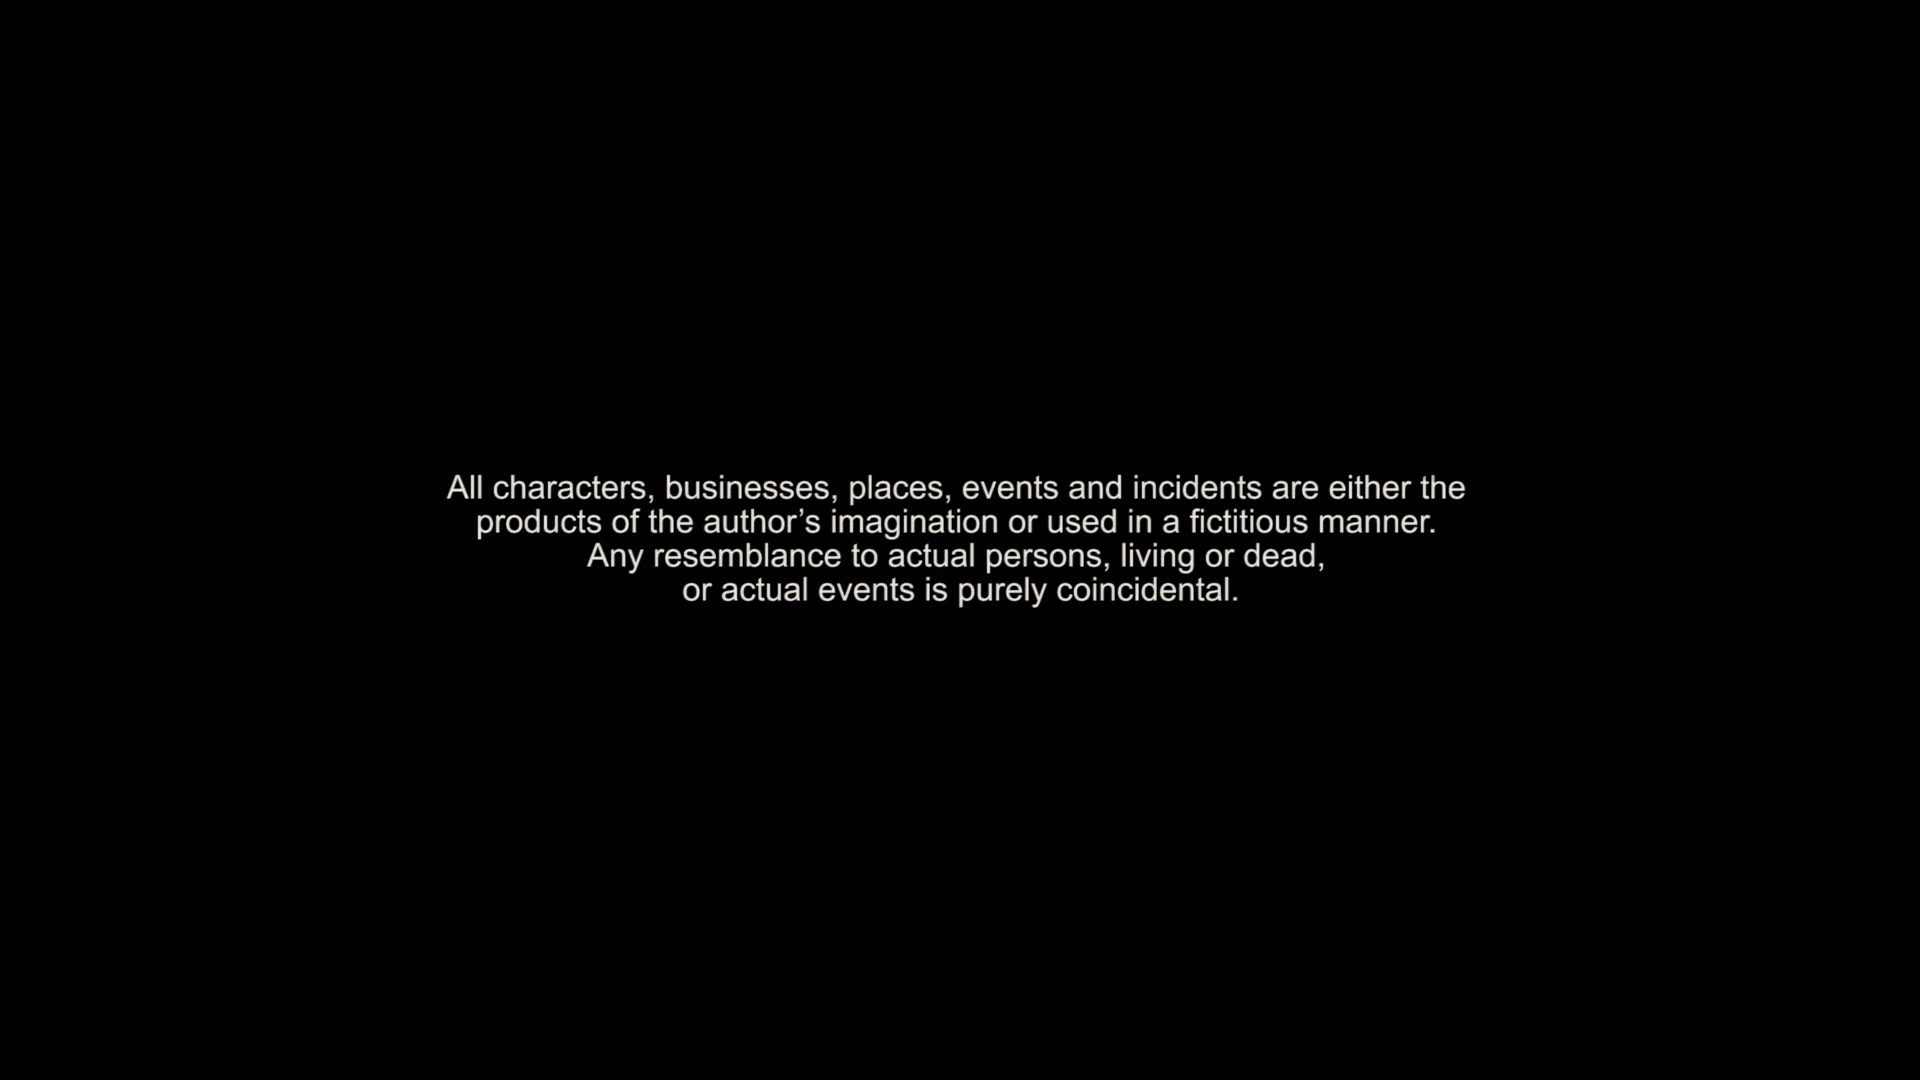 All characters, businesses, places, events and incidents are either the
products of the author’s imagination or used in a fictitious manner.
Any resemblance to actual persons, living or dead,
or actual events is purely coincidental.